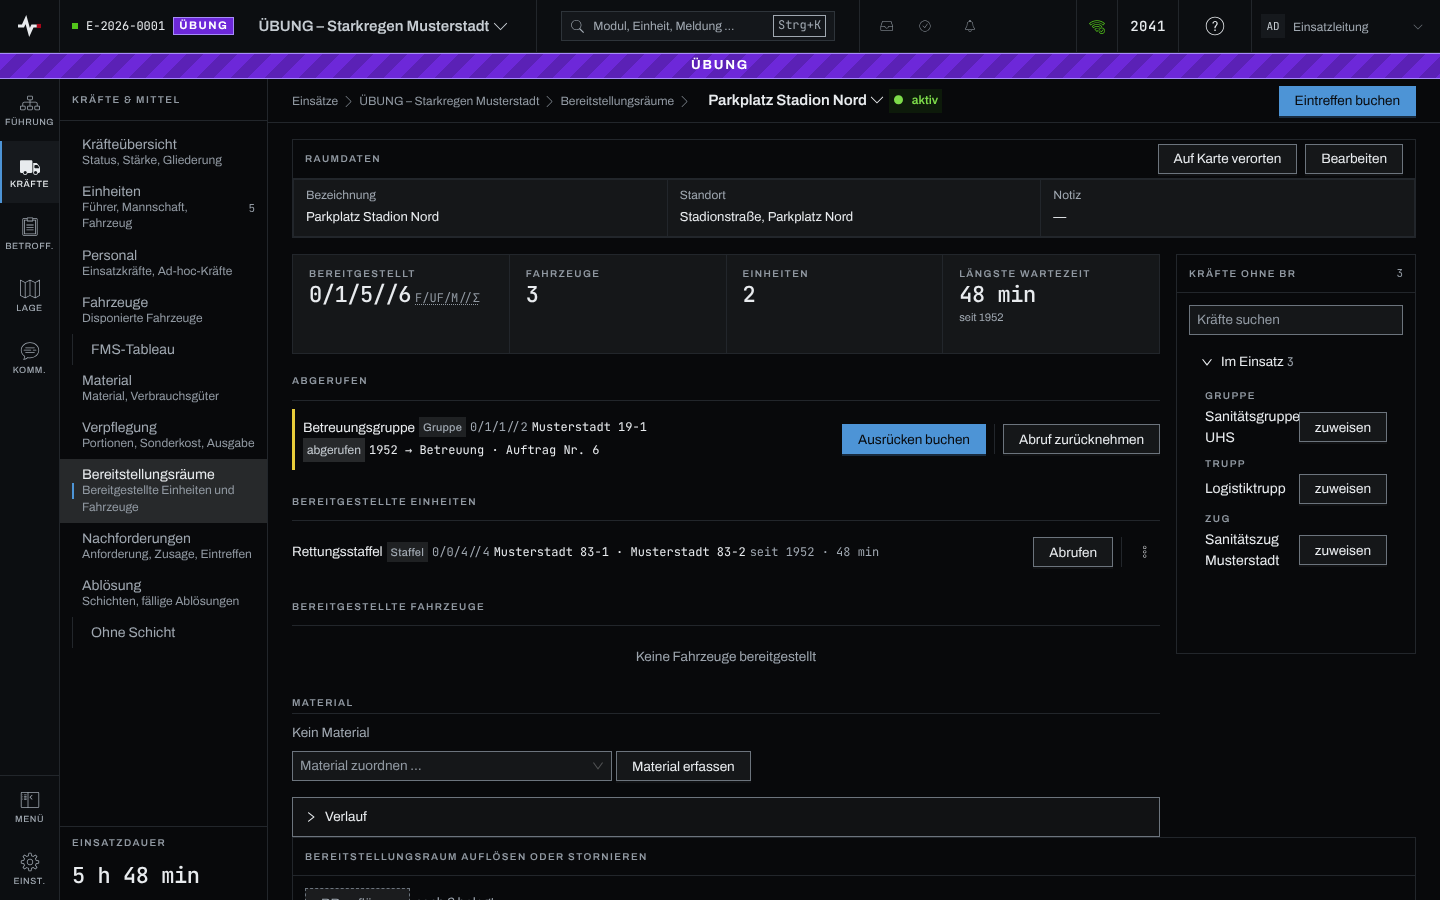 E-2026-0001 ÜBUNG ÜBUNG – Starkregen Musterstadt Modul, Einheit, Meldung ... Strg+K 2041 ? AD Einsatzleitung
ÜBUNG
FÜHRUNG
KRÄFTE
BETROFF.
LAGE
KOMM.
MENÜ
EINST.
KRÄFTE & MITTEL
Kräfteübersicht
Status, Stärke, Gliederung
Einheiten
Führer, Mannschaft,
Fahrzeug
5
Personal
Einsatzkräfte, Ad-hoc-Kräfte
Fahrzeuge
Disponierte Fahrzeuge
FMS-Tableau
Material
Material, Verbrauchsgüter
Verpflegung
Portionen, Sonderkost, Ausgabe
Bereitstellungsräume
Bereitgestellte Einheiten und
Fahrzeuge
Nachforderungen
Anforderung, Zusage, Eintreffen
Ablösung
Schichten, fällige Ablösungen
Ohne Schicht
EINSATZDAUER
5 h 48 min
Einsätze ÜBUNG – Starkregen Musterstadt Bereitstellungsräume Parkplatz Stadion Nord aktiv Eintreffen buchen
RAUMDATEN Auf Karte verorten Bearbeiten
Bezeichnung Standort Notiz
Parkplatz Stadion Nord Stadionstraße, Parkplatz Nord —
BEREITGESTELLT FAHRZEUGE EINHEITEN LÄNGSTE WARTEZEIT
0/1/5//6 F/UF/M//Σ 3 2 48 min
seit 1952
ABGERUFEN
Betreuungsgruppe Gruppe 0/1/1//2 Musterstadt 19-1
abgerufen 1952 → Betreuung · Auftrag Nr. 6
Ausrücken buchen Abruf zurücknehmen
BEREITGESTELLTE EINHEITEN
Rettungsstaffel Staffel 0/0/4//4 Musterstadt 83-1 · Musterstadt 83-2 seit 1952 · 48 min Abrufen
BEREITGESTELLTE FAHRZEUGE
Keine Fahrzeuge bereitgestellt
MATERIAL
Kein Material
Material zuordnen ... Material erfassen
Verlauf
BEREITSTELLUNGSRAUM AUFLÖSEN ODER STORNIEREN
KRÄFTE OHNE BR 3
Kräfte suchen
Im Einsatz 3
GRUPPE
Sanitätsgruppe
UHS
zuweisen
TRUPP
Logistiktrupp zuweisen
ZUG
Sanitätszug
Musterstadt
zuweisen